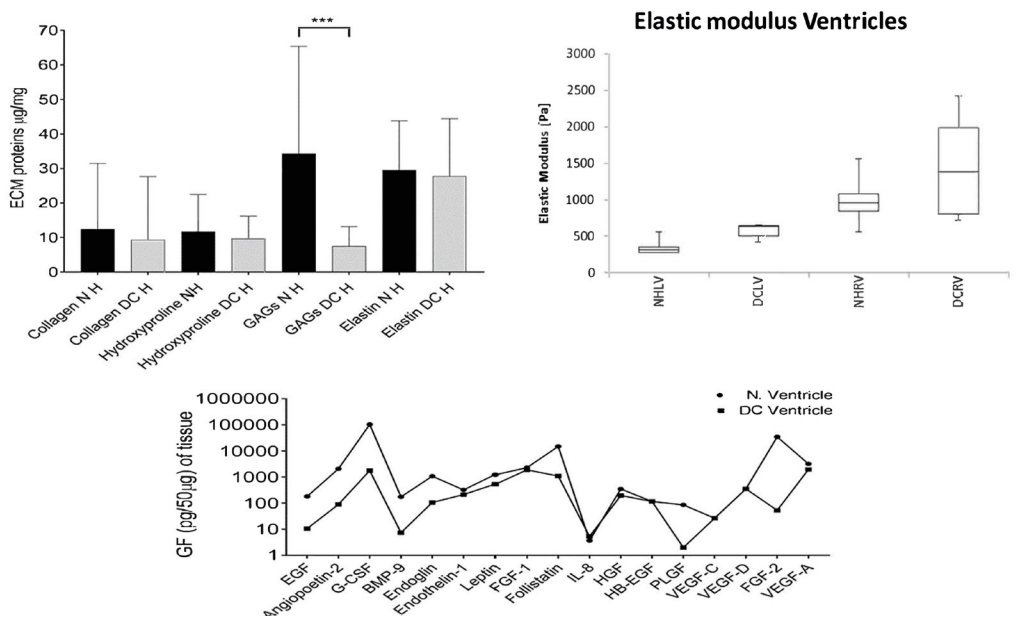 ***
ECM proteins µg/mg
70
60
50
40
30
20
10
0
Collagen N H
Collagen DC H
Hydroxyproline NH
Hydroxyproline DC H
GAGs N H
GAGs DC H
Elastin N H
Elastin DC H
Elastic modulus Ventricles
Elastic Modulus [Pa]
3000
2500
2000
1500
1000
500
0
NHLV
DCLV
NHRV
DCRV
N. Ventricle
DC Ventricle
GF (pg/50µg) of tissue
1000000
100000
10000
1000
100
10
1
EGF
Angiopoetin-2
G-CSF
BMP-9
Endoglin
Endothelin-1
Leptin
FGF-1
Follistatin
IL-8
HGF
HB-EGF
PLGF
VEGF-C
VEGF-D
FGF-2
VEGF-A